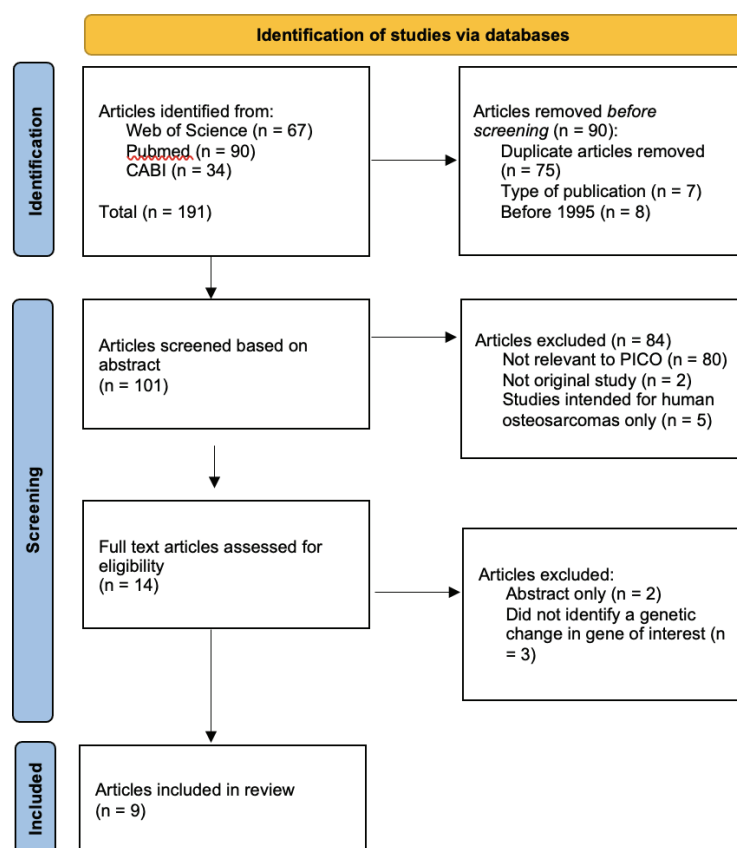 Identification of studies via databases
Identification
Articles identified from:
Web of Science (n = 67)
Pubmed (n = 90)
CABI (n = 34)
Total (n = 191)
Articles removed before
screening (n = 90):
Duplicate articles removed
(n = 75)
Type of publication (n = 7)
Before 1995 (n = 8)
Screening
Articles screened based on
abstract
(n = 101)
Articles excluded (n = 84)
Not relevant to PICO (n = 80)
Not original study (n = 2)
Studies intended for human
osteosarcomas only (n = 5)
Full text articles assessed for
eligibility
(n = 14)
Articles excluded:
Abstract only (n = 2)
Did not identify a genetic
change in gene of interest (n
= 3)
Included
Articles included in review
(n = 9)